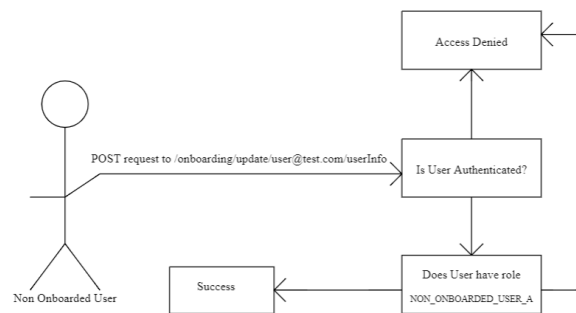 Access Denied
POST request to /onboarding/update/user@test.com/userInfo
Is User Authenticated?
Does User have role
NON_ONBOARDED_USER_A
Success
Non Onboarded User